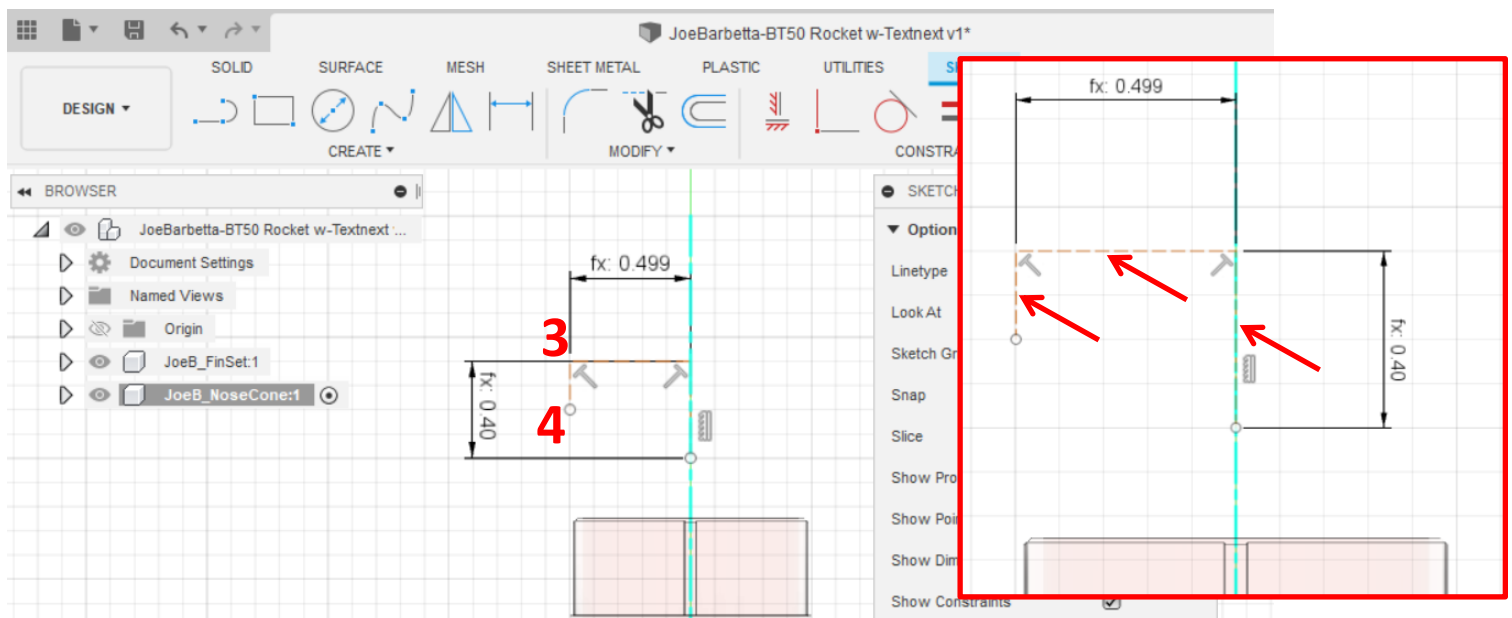 JoeBarbetta-BT50 Rocket w-Textnext v1*
SOLID SURFACE MESH SHEET METAL PLASTIC UTILITIES
DESIGN ▾
CREATE ▾ MODIFY ▾ CONSTRA
BROWSER
JoeBarbetta-BT50 Rocket w-Textnext ...
Document Settings
Named Views
Origin
JoeB_FinSet:1
JoeB_NoseCone:1
fx: 0.499
3
fx: 0.40
4
SKETCH
▼ Option
Linetype
Look At
Sketch Gr
Snap
Slice
Show Pro
Show Poin
Show Dim
Show Constraints
fx: 0.499
fx: 0.40